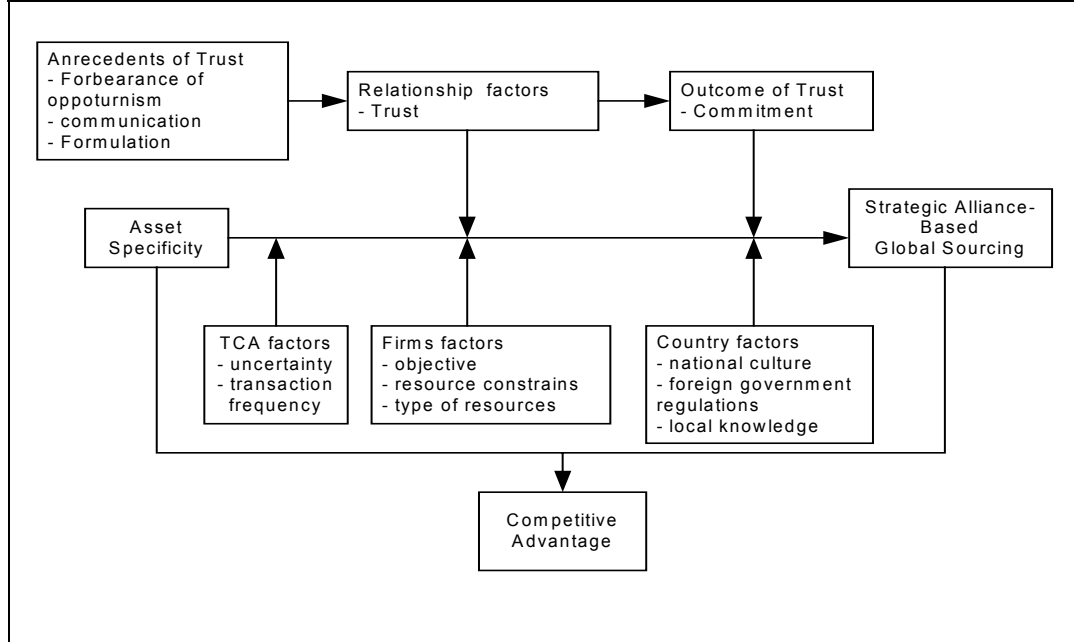 Anrecedents of Trust
- Forbearance of
oppoturnism
- communication
- Formulation
Relationship factors
- Trust
Outcome of Trust
- Commitment
Asset
Specificity
Strategic Alliance-
Based
Global Sourcing
TCA factors
- uncertainty
- transaction
frequency
Firms factors
- objective
- resource constrains
- type of resources
Country factors
- national culture
- foreign government
regulations
- local knowledge
Competitive
Advantage